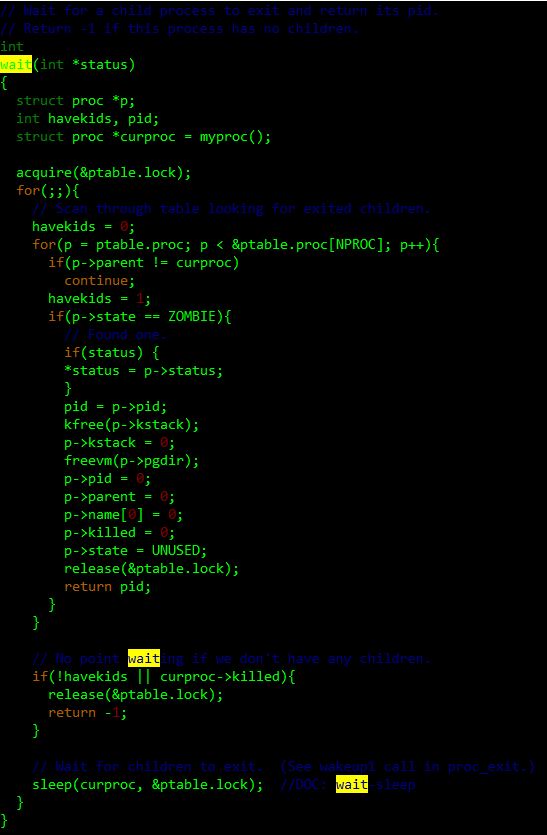 // Wait for a child process to exit and return its pid.
// Return -1 if this process has no children.
int
wait(int *status)
{
  struct proc *p;
  int havekids, pid;
  struct proc *curproc = myproc();

  acquire(&ptable.lock);
  for(;;){
    // Scan through table looking for exited children.
    havekids = 0;
    for(p = ptable.proc; p < &ptable.proc[NPROC]; p++){
      if(p->parent != curproc)
        continue;
      havekids = 1;
      if(p->state == ZOMBIE){
        // Found one.
        if(status) {
        *status = p->status;
        }
        pid = p->pid;
        kfree(p->kstack);
        p->kstack = 0;
        freevm(p->pgdir);
        p->pid = 0;
        p->parent = 0;
        p->name[0] = 0;
        p->killed = 0;
        p->state = UNUSED;
        release(&ptable.lock);
        return pid;
      }
    }

    // No point waiting if we don't have any children.
    if(!havekids || curproc->killed){
      release(&ptable.lock);
      return -1;
    }

    // Wait for children to exit.  (See wakeup1 call in proc_exit.)
    sleep(curproc, &ptable.lock);  //DOC: wait-sleep
  }
}